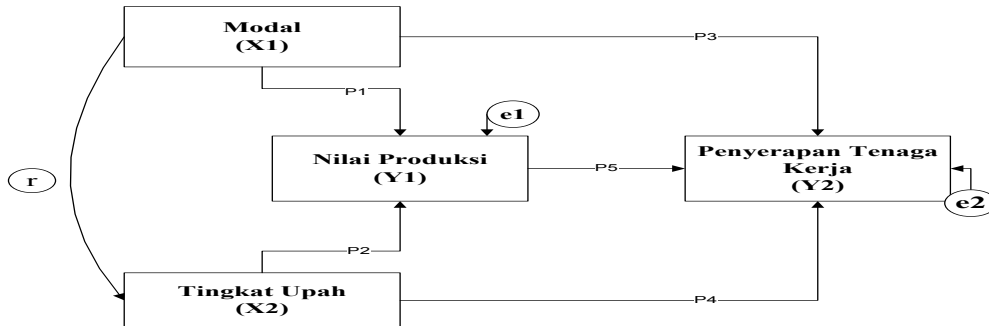 Modal
(X1)
P3
P1
e1
Nilai Produksi
(Y1)
P5
Penyerapan Tenaga
Kerja
(Y2)
r
e2
P2
Tingkat Upah
(X2)
P4